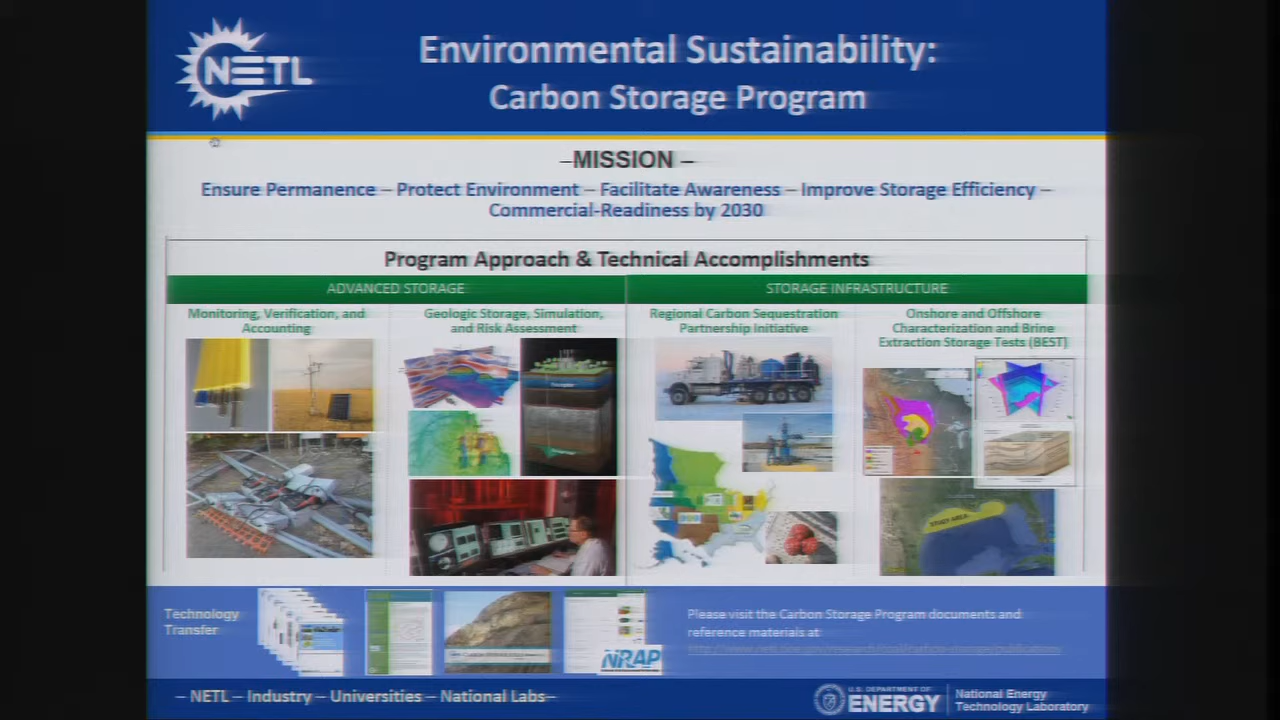 NETL
Environmental Sustainability:
Carbon Storage Program
–MISSION –
Ensure Permanence – Protect Environment – Facilitate Awareness – Improve Storage Efficiency –
Commercial-Readiness by 2030
Program Approach & Technical Accomplishments
ADVANCED STORAGE
STORAGE INFRASTRUCTURE
Monitoring, Verification, and
Accounting
Geologic Storage, Simulation,
and Risk Assessment
Regional Carbon Sequestration
Partnership Initiative
Onshore and Offshore
Characterization and Brine
Extraction Storage Tests (BEST)
STUDY AREA
Technology
Transfer
NRAP
Please visit the Carbon Storage Program documents and
reference materials at
– NETL – Industry – Universities – National Labs–
U.S. DEPARTMENT OF
ENERGY
National Energy
Technology Laboratory